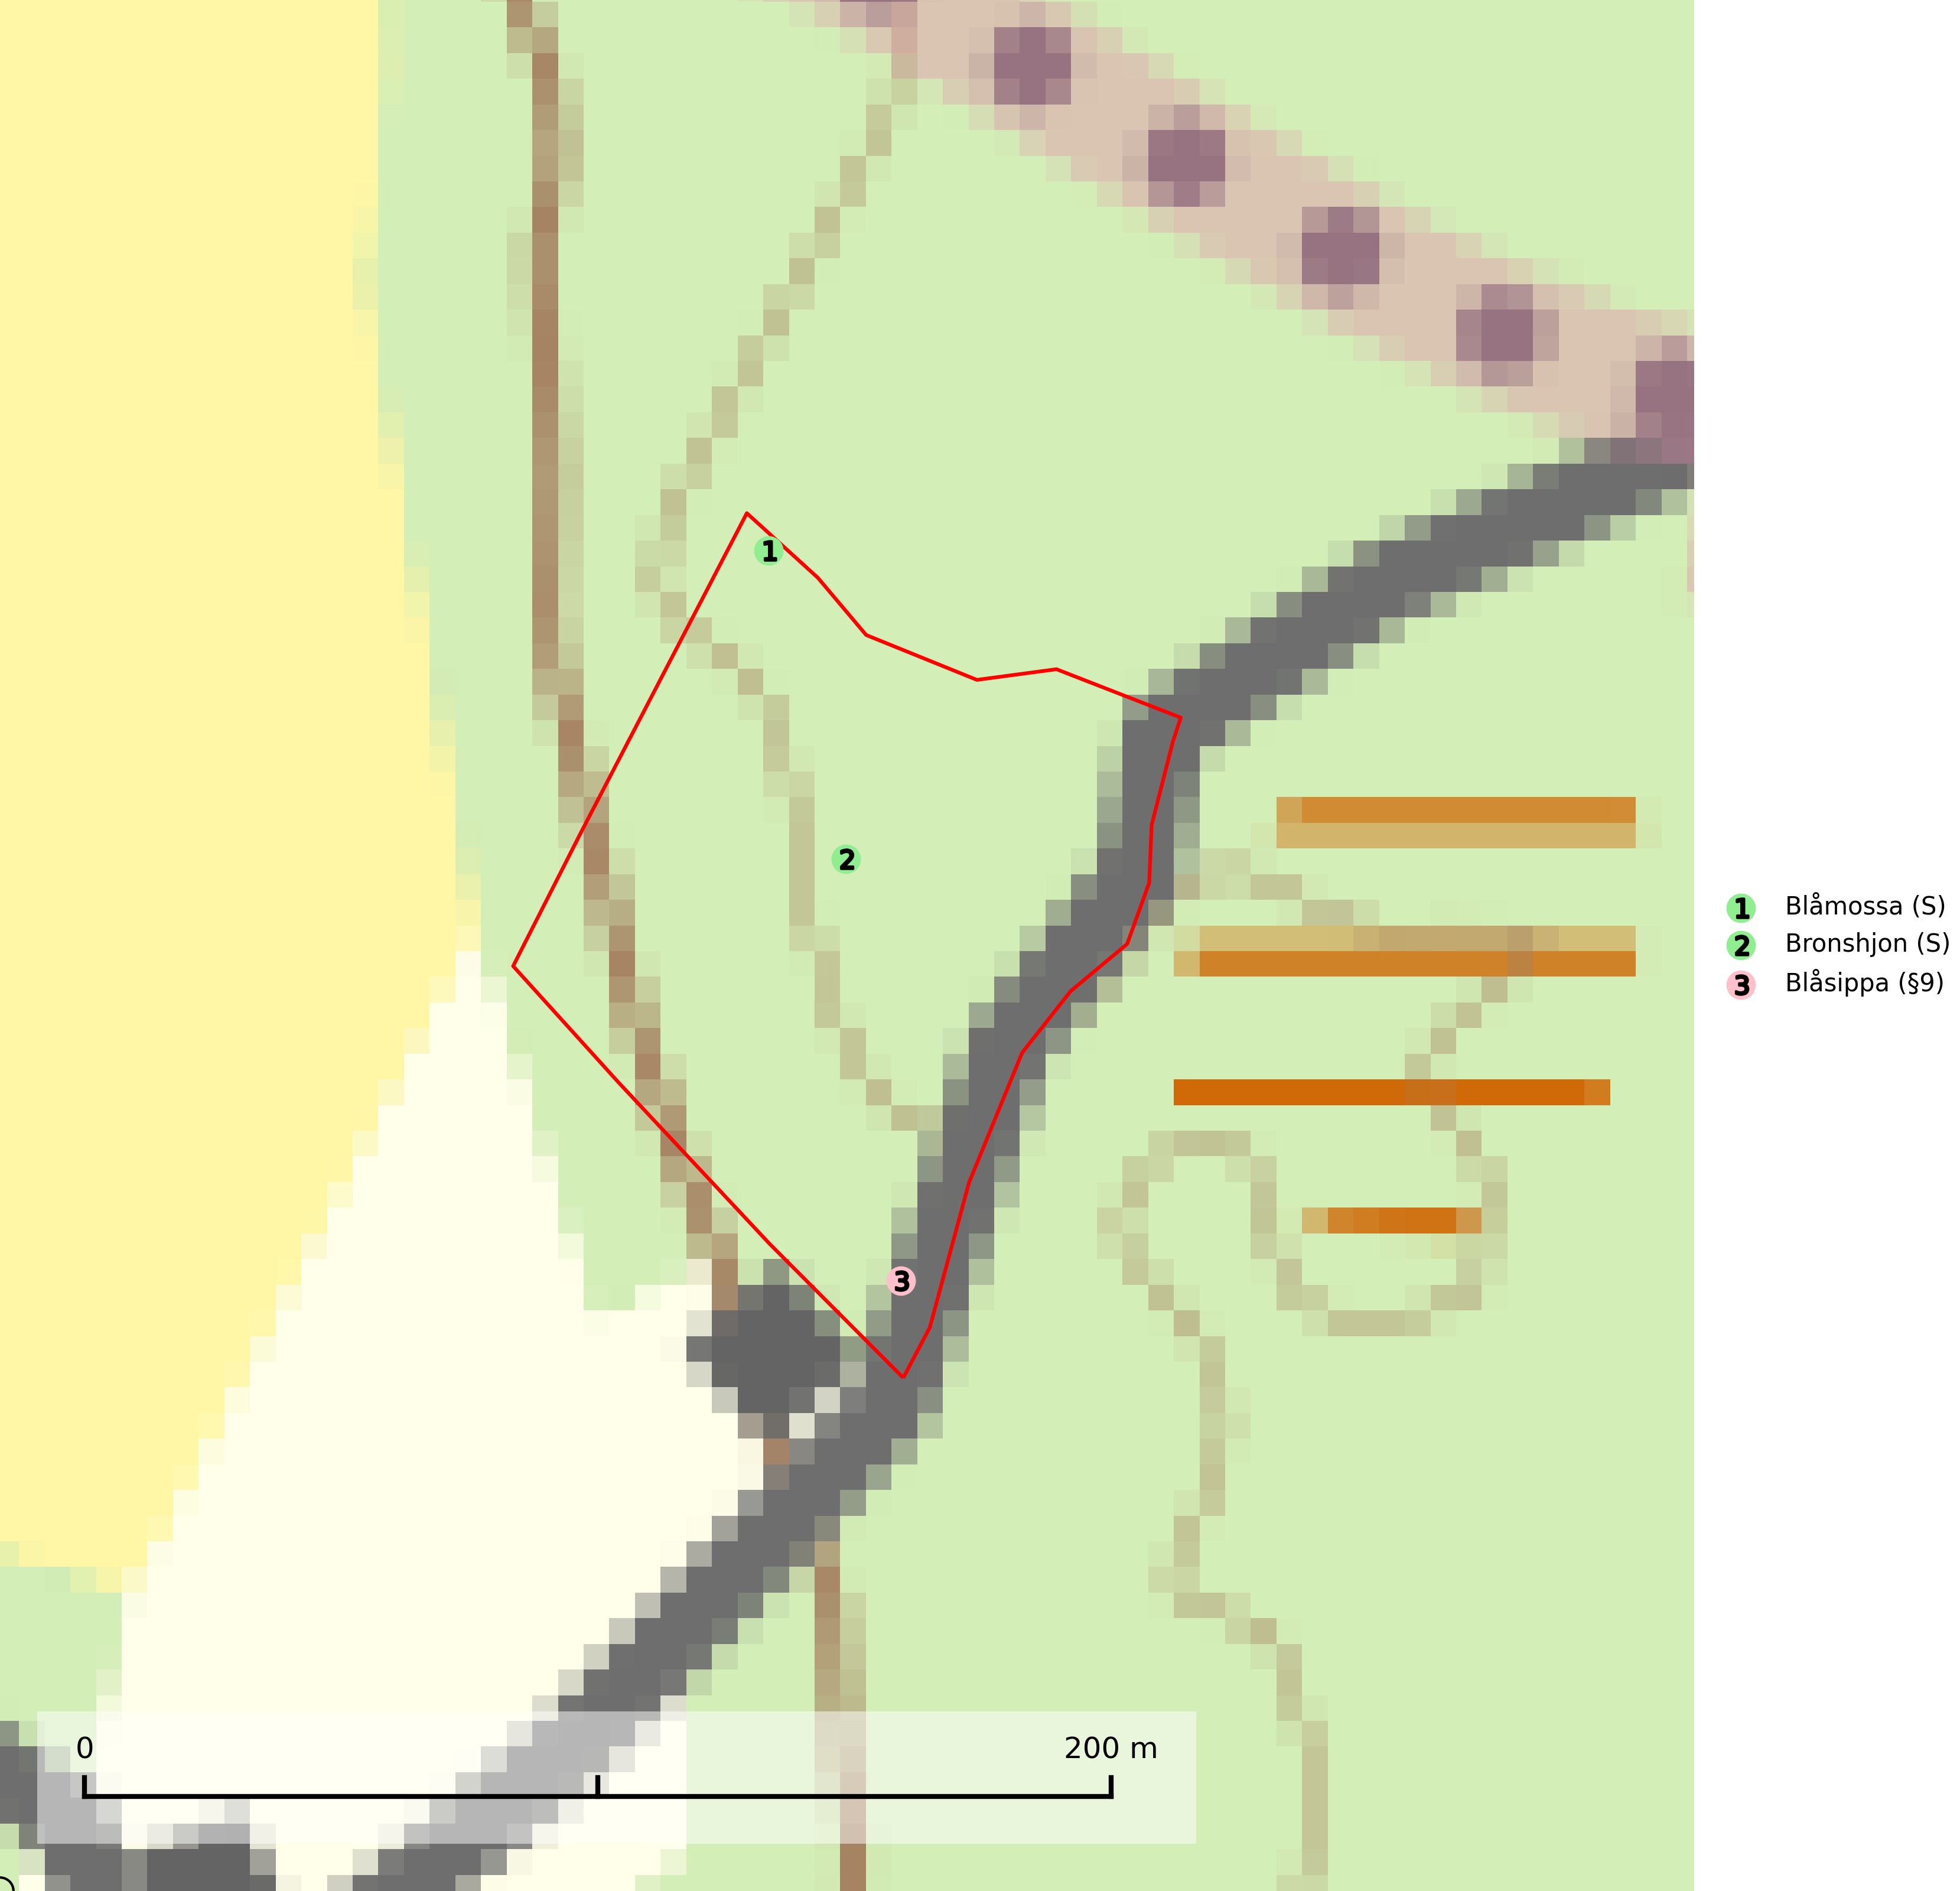 1
2
3
1 Blåmossa (S)
2 Bronshjon (S)
3 Blåsippa (§9)
0 200 m